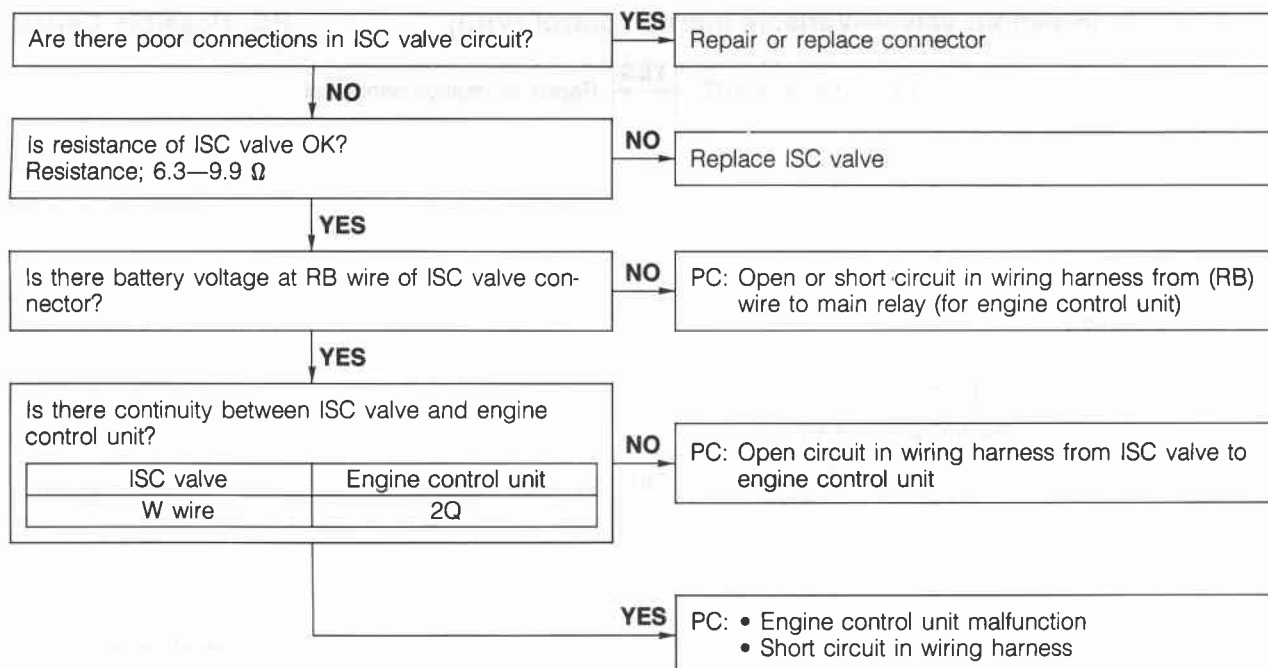 Are there poor connections in ISC valve circuit?
YES
Repair or replace connector
NO
Is resistance of ISC valve OK?
Resistance; 6.3—9.9 Ω
NO
Replace ISC valve
YES
Is there battery voltage at RB wire of ISC valve con-
nector?
NO
PC: Open or short circuit in wiring harness from (RB)
wire to main relay (for engine control unit)
YES
Is there continuity between ISC valve and engine
control unit?
ISC valve
Engine control unit
W wire
2Q
NO
PC: Open circuit in wiring harness from ISC valve to
engine control unit
YES
PC: • Engine control unit malfunction
• Short circuit in wiring harness